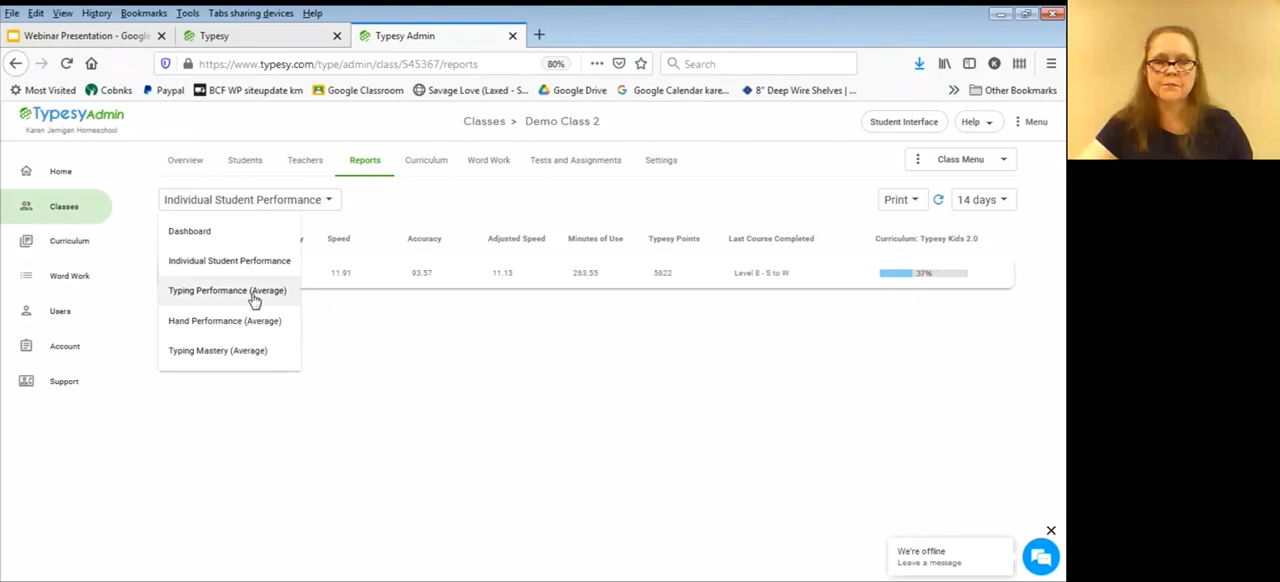 File Edit View History Bookmarks Tools Tabs sharing devices Help
Webinar Presentation - Google Typesy Typesy Admin
https://www.typesy.com/type/admin/class/545367/reports 80% Search
Most Visited Cobnks Paypal BCF WP siteupdate km Google Classroom Savage Love (Laxed - S... Google Drive Google Calendar kare... 8" Deep Wire Shelves | ... Other Bookmarks
TypesyAdmin
Karen Jernigan Homeschool
Classes > Demo Class 2
Student Interface Help Menu
Overview Students Teachers Reports Curriculum Word Work Tests and Assignments Settings Class Menu
Home
Classes
Curriculum
Word Work
Users
Account
Support
Individual Student Performance Print 14 days
Dashboard
Individual Student Performance
Typing Performance (Average)
Hand Performance (Average)
Typing Mastery (Average)
Speed Accuracy Adjusted Speed Minutes of Use Typesy Points Last Course Completed Curriculum: Typesy Kids 2.0
11.91 93.57 11.13 263.55 5622 Level 8 - S to W 37%
We're offline
Leave a message